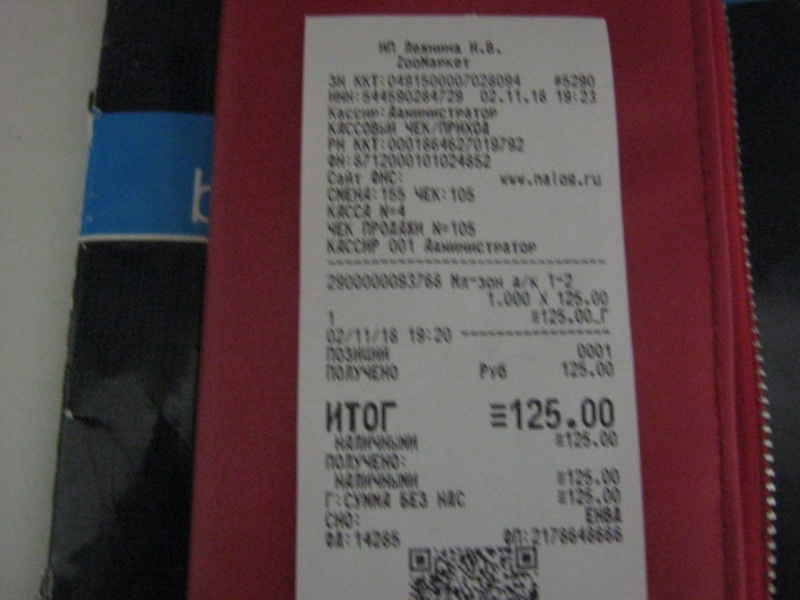 ZooМаркет
ЗН ККТ:0491500007028094 #5290
ИНН:544590284729 02.11.18 19:23
Кассир:Администратор
КАССОВЫЙ ЧЕК/ПРИХОД
РН ККТ:0001864627019792
ФН:8712000101024852
Сайт ФНС: www.nalog.ru
СМЕНА:155 ЧЕК:105
КАССА N=4
ЧЕК ПРОДАЖИ N=105
КАССИР 001 Администратор
2900000093768 Мл-зон а/к 1-2
1.000 X 125.00
1 ≡125.00_Г
02/11/18 19:20
ПОЗИЦИЙ 0001
ПОЛУЧЕНО Руб 125.00
ИТОГ ≡125.00
НАЛИЧНЫМИ ≡125.00
ПОЛУЧЕНО:
НАЛИЧНЫМИ ≡125.00
Г:СУММА БЕЗ НДС ≡125.00
СНО: ЕНВД
ФД:14285 ФП:2178648666
b